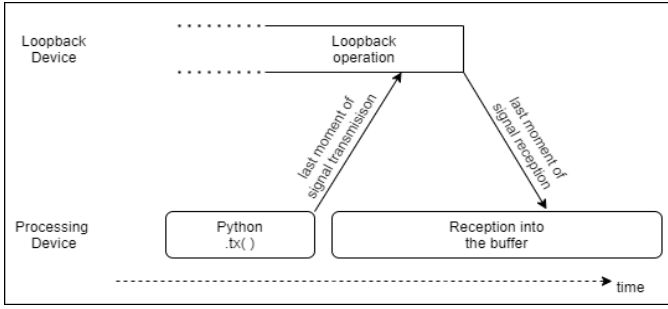 Loopback
Device
Loopback
operation
last moment of
signal transmisison
last moment of
signal reception
Processing
Device
Python
.tx( )
Reception into
the buffer
time